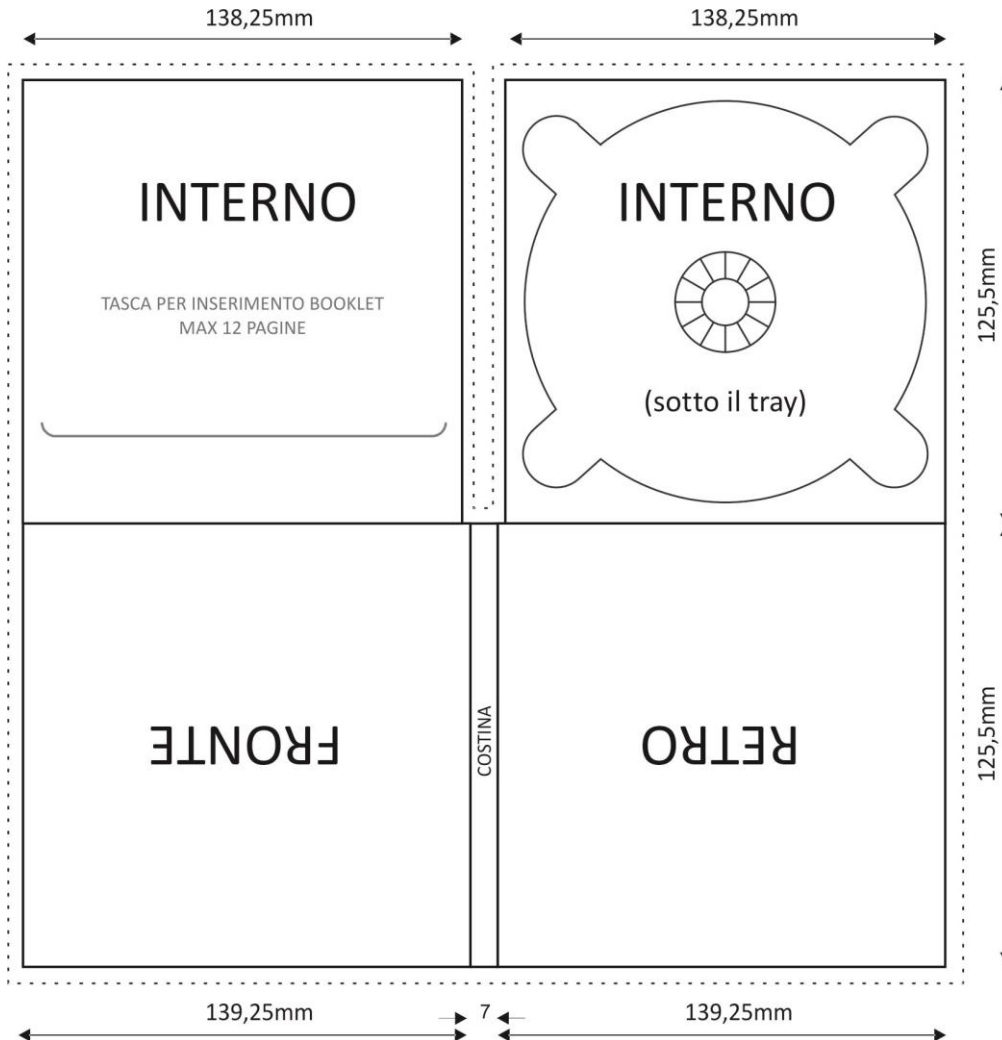 138,25mm
138,25mm
INTERNO
INTERNO
TASCA PER INSERIMENTO BOOKLET
MAX 12 PAGINE
(sotto il tray)
125,5mm
FRONTE
COSTINA
RETRO
125,5mm
139,25mm
7
139,25mm